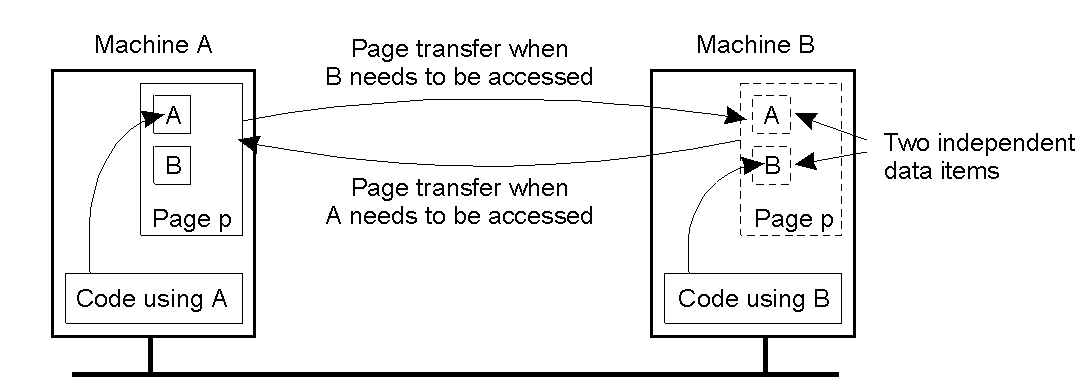 Machine A
Page transfer when
B needs to be accessed
Machine B
A
B
Page p
Code using A
Page transfer when
A needs to be accessed
A
B
Page p
Code using B
Two independent
data items